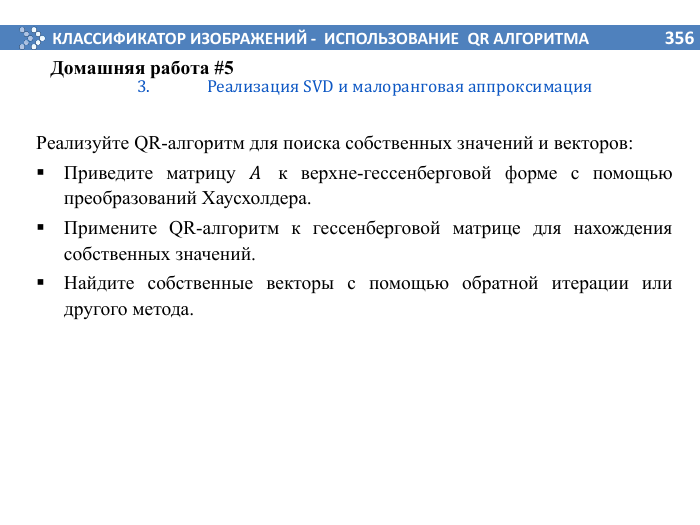 КЛАССИФИКАТОР ИЗОБРАЖЕНИЙ - ИСПОЛЬЗОВАНИЕ QR АЛГОРИТМА 356
Домашняя работа #5
3. Реализация SVD и малоранговая аппроксимация
Реализуйте QR-алгоритм для поиска собственных значений и векторов:
▪ Приведите матрицу A к верхне-гессенберговой форме с помощью
преобразований Хаусхолдера.
▪ Примените QR-алгоритм к гессенберговой матрице для нахождения
собственных значений.
▪ Найдите собственные векторы с помощью обратной итерации или
другого метода.